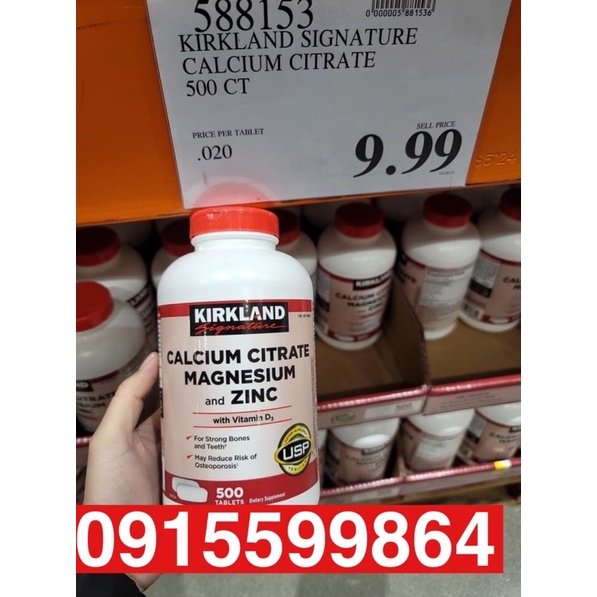 588153
0000005881536
KIRKLAND SIGNATURE
CALCIUM CITRATE
500 CT
PRICE PER TABLET
.020
SELL PRICE
9.99
KIRKLAND
Signature
CALCIUM CITRATE
MAGNESIUM
and ZINC
with Vitamin D3
For Strong Bones
and Teeth†
May Reduce Risk of
Osteoporosis†
USP
500
TABLETS
Dietary Supplement
0915599864